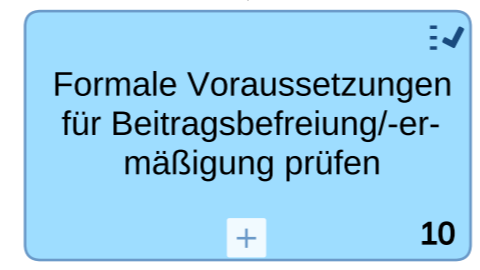 Formale Voraussetzungen
für Beitragsbefreiung/-er-
mäßigung prüfen
+
10